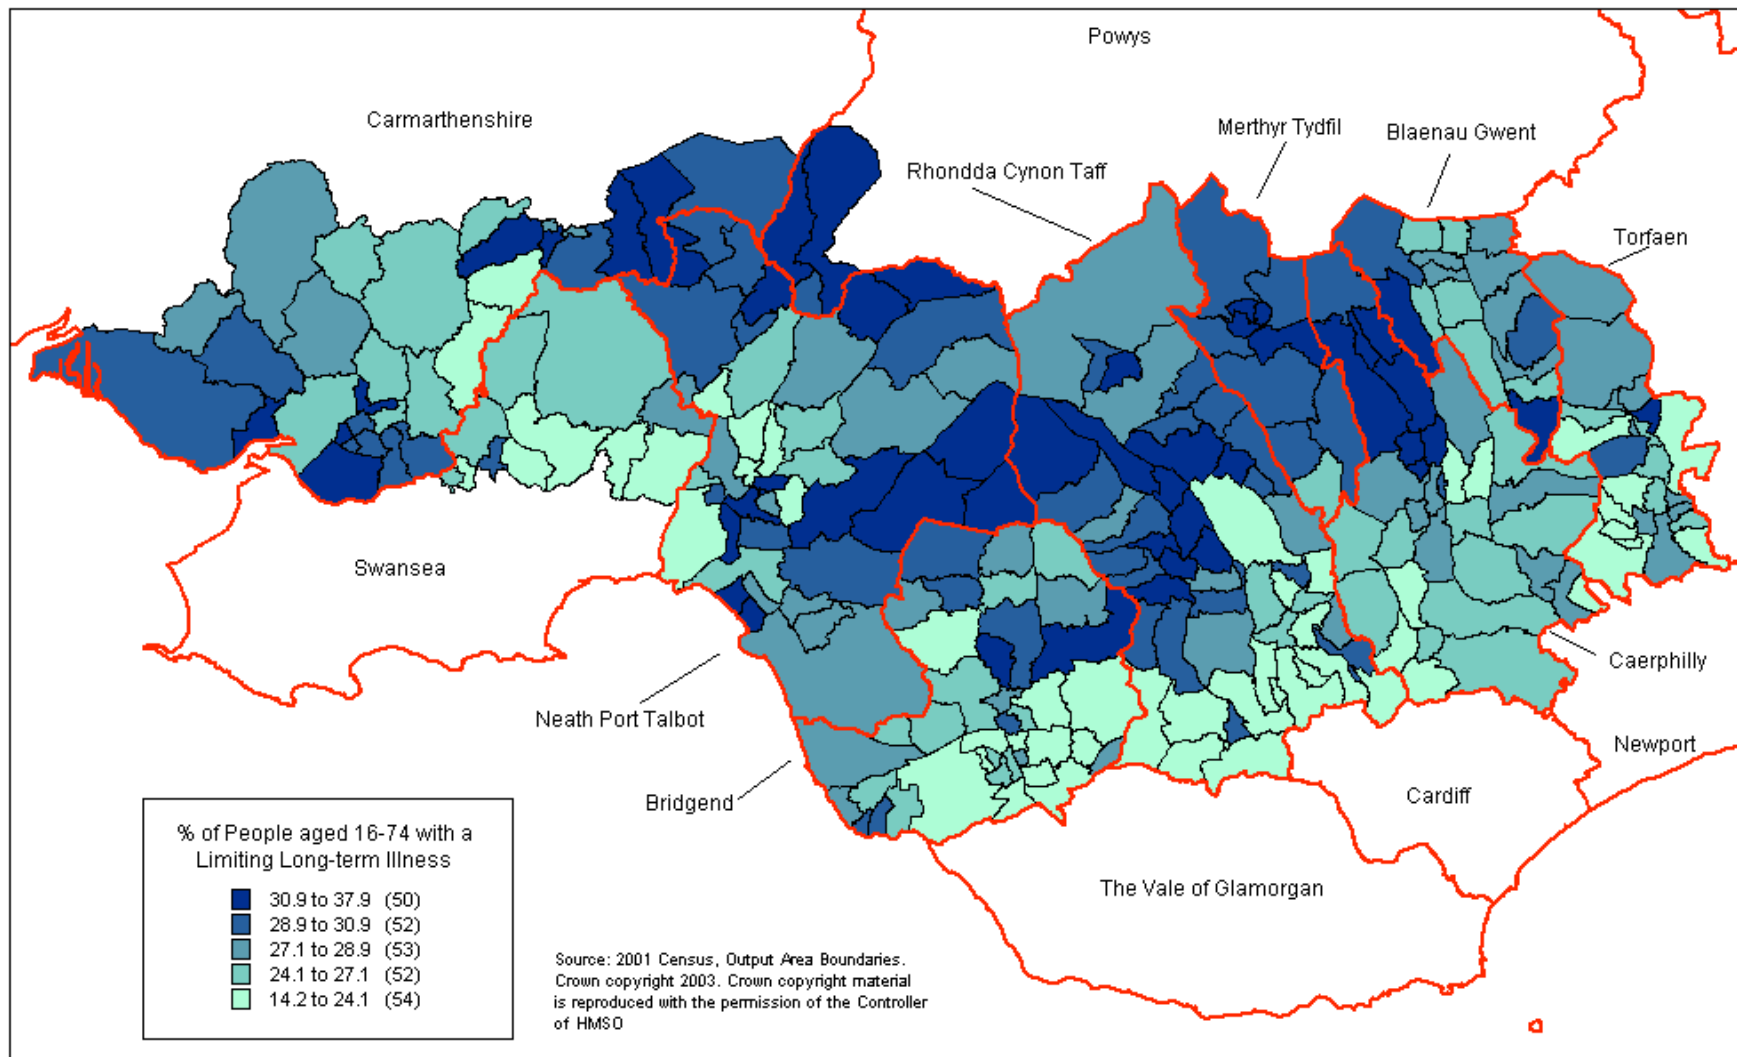 Powys
Carmarthenshire
Merthyr Tydfil
Blaenau Gwent
Rhondda Cynon Taff
Torfaen
Swansea
Caerphilly
Neath Port Talbot
Newport
Bridgend
Cardiff
The Vale of Glamorgan
% of People aged 16-74 with a
Limiting Long-term Illness
30.9 to 37.9 (50)
28.9 to 30.9 (52)
27.1 to 28.9 (53)
24.1 to 27.1 (52)
14.2 to 24.1 (54)
Source: 2001 Census, Output Area Boundaries.
Crown copyright 2003. Crown copyright material
is reproduced with the permission of the Controller
of HMSO